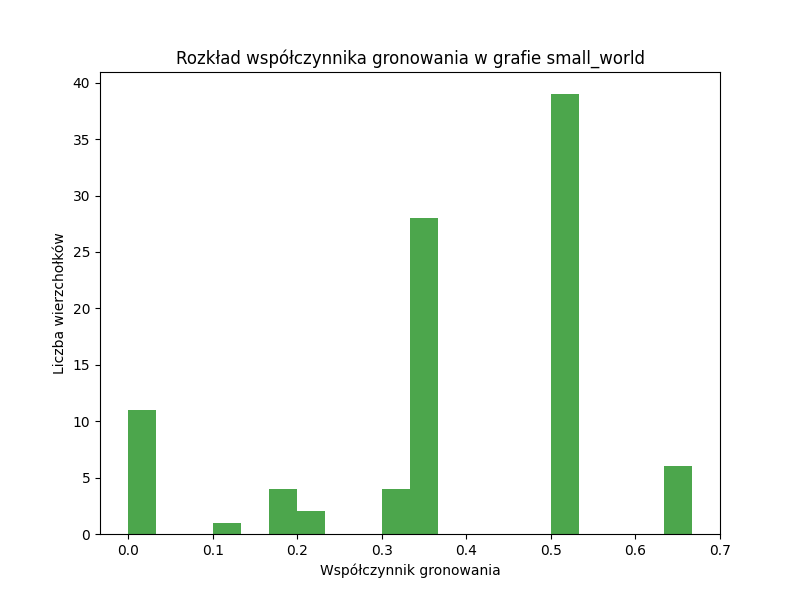 Rozkład współczynnika gronowania w grafie small_world
40
35
30
25
20
15
10
5
0
Liczba wierzchołków
0.0 0.1 0.2 0.3 0.4 0.5 0.6 0.7
Współczynnik gronowania